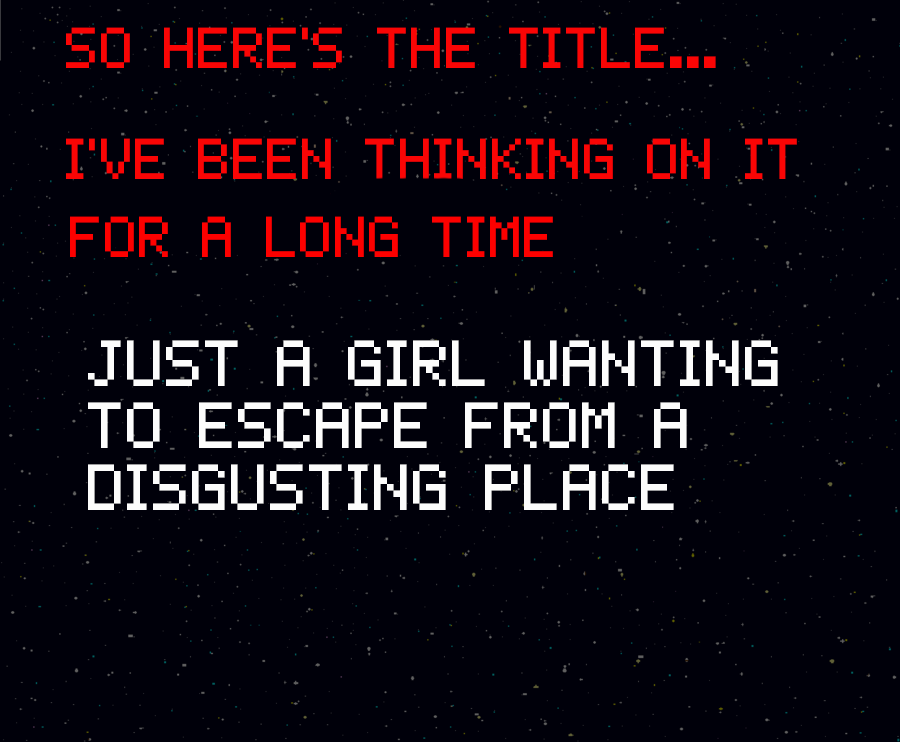 SO HERE'S THE TITLE...
I'VE BEEN THINKING ON IT
FOR A LONG TIME
JUST A GIRL WANTING
TO ESCAPE FROM A
DISGUSTING PLACE